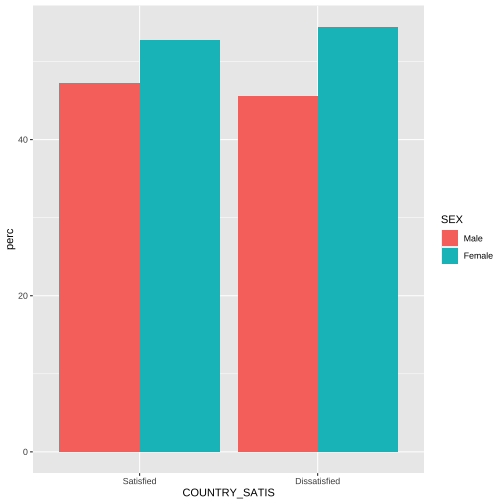 perc
40
20
0
Satisfied
Dissatisfied
COUNTRY_SATIS
SEX
Male
Female